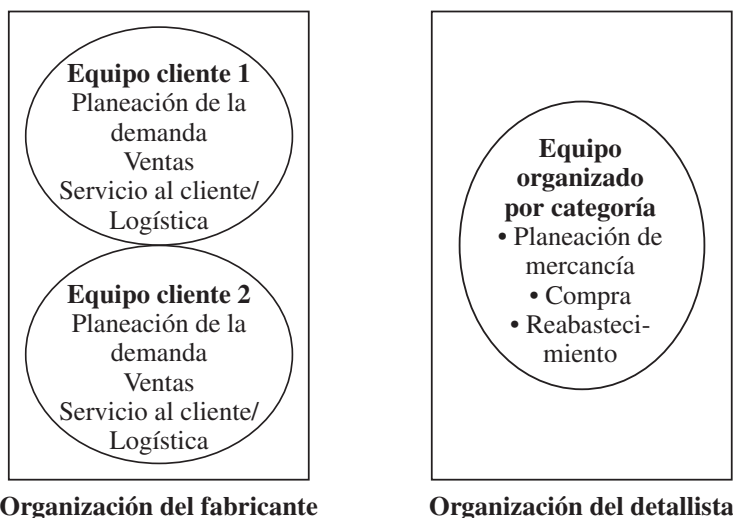 Equipo cliente 1
Planeación de la
demanda
Ventas
Servicio al cliente/
Logística
Equipo cliente 2
Planeación de la
demanda
Ventas
Servicio al cliente/
Logística
Organización del fabricante
Equipo
organizado
por categoría
• Planeación de
mercancía
• Compra
• Reabasteci-
miento
Organización del detallista